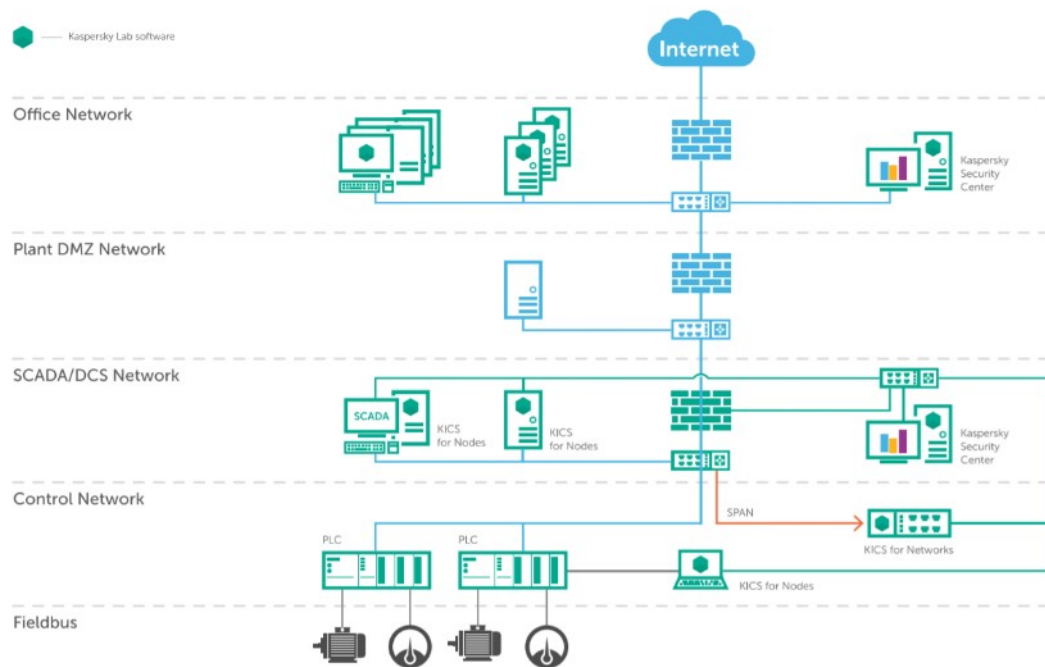 Kaspersky Lab software
Internet
Office Network
Kaspersky
Security
Center
Plant DMZ Network
SCADA/DCS Network
SCADA
KICS
for Nodes
KICS
for Nodes
Kaspersky
Security
Center
Control Network
SPAN
PLC
PLC
KICS for Networks
KICS for Nodes
Fieldbus